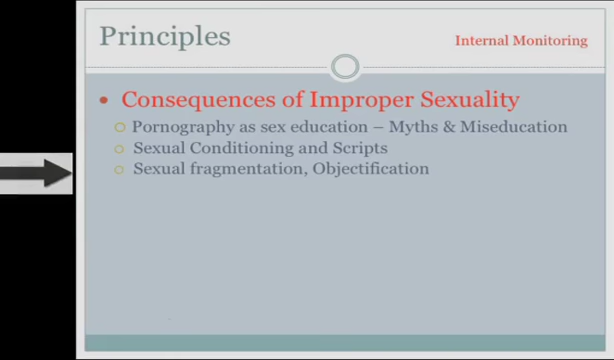 Principles
Internal Monitoring
Consequences of Improper Sexuality
Pornography as sex education – Myths & Miseducation
Sexual Conditioning and Scripts
Sexual fragmentation, Objectification